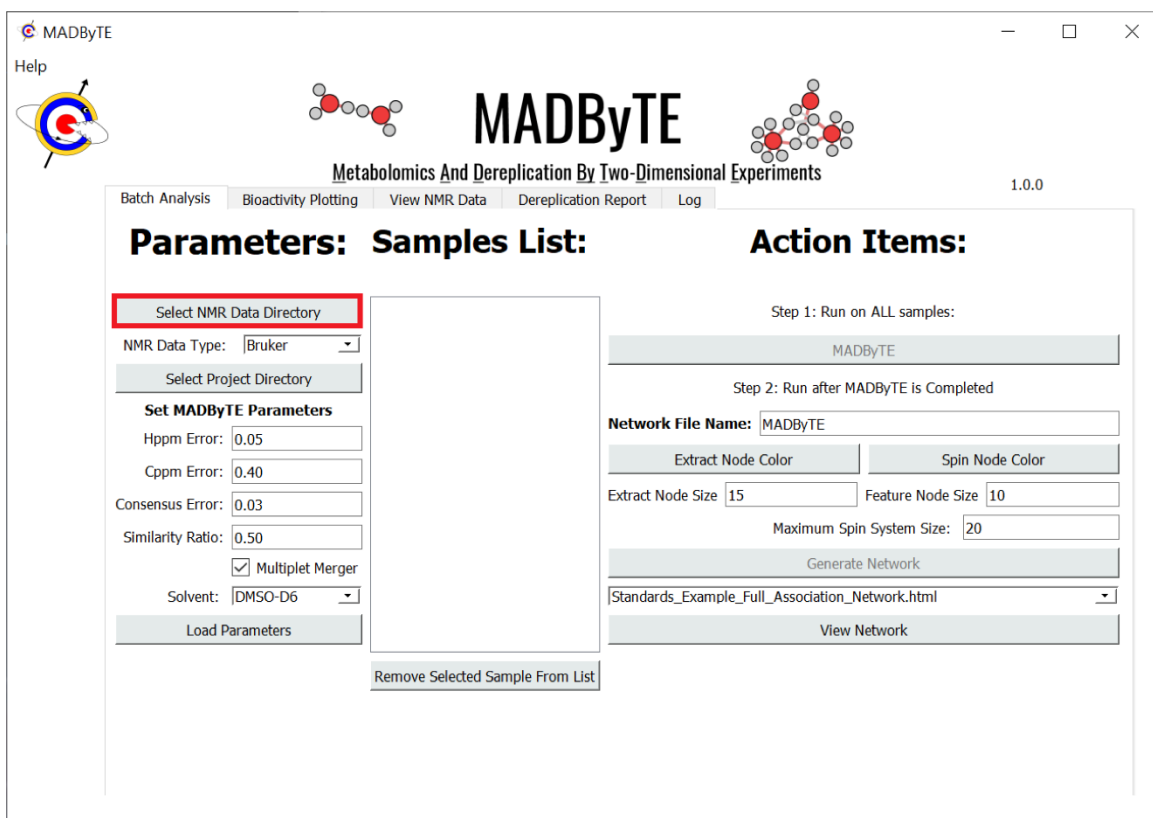 MADByTE
Help
MADByTE
Metabolomics And Dereplication By Two-Dimensional Experiments
1.0.0
Batch Analysis Bioactivity Plotting View NMR Data Dereplication Report Log
Parameters: Samples List: Action Items:
Select NMR Data Directory
NMR Data Type: Bruker
Select Project Directory
Set MADByTE Parameters
Hppm Error: 0.05
Cppm Error: 0.40
Consensus Error: 0.03
Similarity Ratio: 0.50
Multiplet Merger
Solvent: DMSO-D6
Load Parameters
Remove Selected Sample From List
Step 1: Run on ALL samples:
MADByTE
Step 2: Run after MADByTE is Completed
Network File Name: MADByTE
Extract Node Color Spin Node Color
Extract Node Size 15 Feature Node Size 10
Maximum Spin System Size: 20
Generate Network
Standards_Example_Full_Association_Network.html
View Network